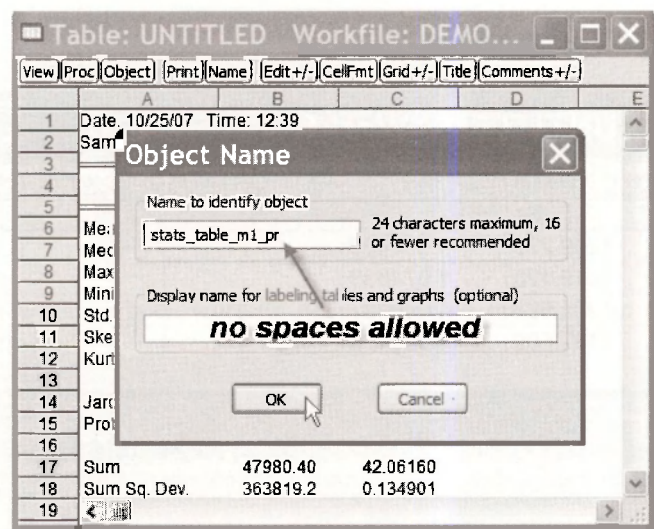 Table: UNTITLED Workfile: DEMO...
View Proc Object Print Name Edit+/- CellFmt Grid+/- Title Comments+/-
A B C D E
1 Date: 10/25/07 Time: 12:39
2 Sam
3
4
5
6 Mea
7 Med
8 Max
9 Mini
10 Std.
11 Ske
12 Kurt
13
14 Jarq
15 Prob
16
17 Sum 47980.40 42.06160
18 Sum Sq. Dev. 363819.2 0.134901
19
Object Name
Name to identify object
stats_table_m1_pr
24 characters maximum, 16
or fewer recommended
Display name for labeling tables and graphs (optional)
no spaces allowed
OK Cancel